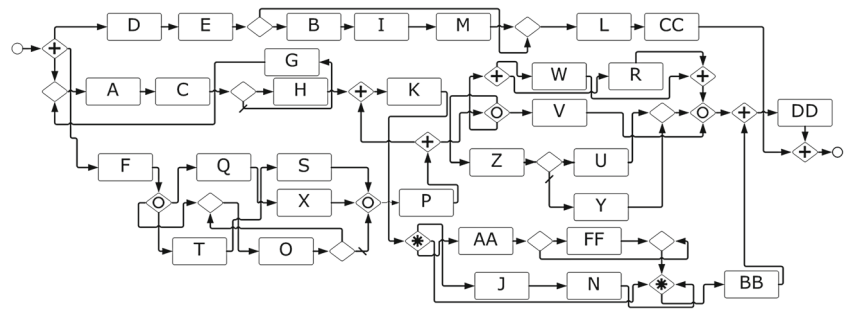 D E B I M L CC
G
A C H K W R
V DD
F Q S Z U
X P Y
T O AA FF
J N BB